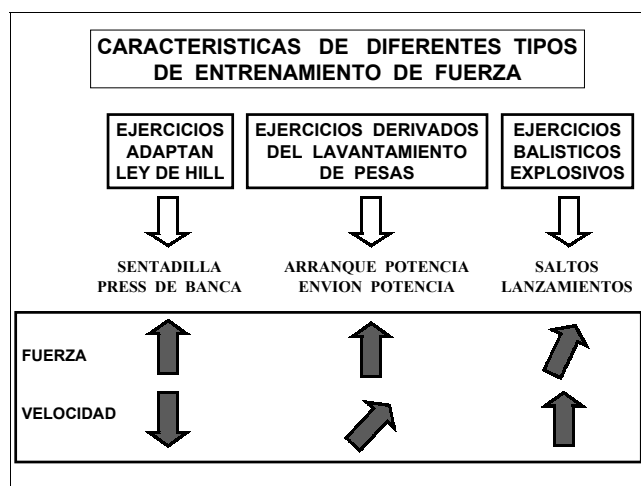 CARACTERISTICAS DE DIFERENTES TIPOS
DE ENTRENAMIENTO DE FUERZA
EJERCICIOS
ADAPTAN
LEY DE HILL
EJERCICIOS DERIVADOS
DEL LAVANTAMIENTO
DE PESAS
EJERCICIOS
BALISTICOS
EXPLOSIVOS
SENTADILLA
PRESS DE BANCA
ARRANQUE POTENCIA
ENVION POTENCIA
SALTOS
LANZAMIENTOS
FUERZA
VELOCIDAD